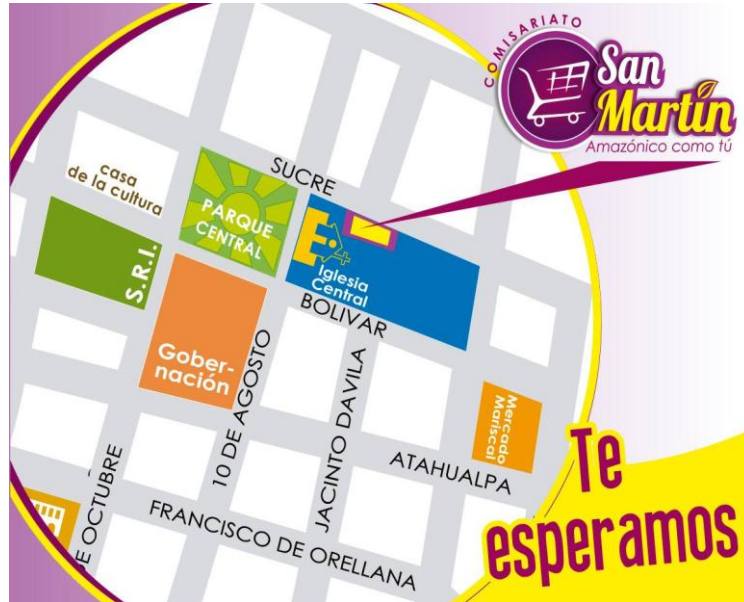 COMISARIATO
San
Martín
Amazónico como tú
SUCRE
casa
de la cultura
PARQUE
CENTRAL
S.R.I.
Iglesia
Central
BOLIVAR
Gober-
nación
10 DE AGOSTO
JACINTO DAVILA
Mercado
Mariscal
ATAHUALPA
E OCTUBRE
FRANCISCO DE ORELLANA
Te
esperamos